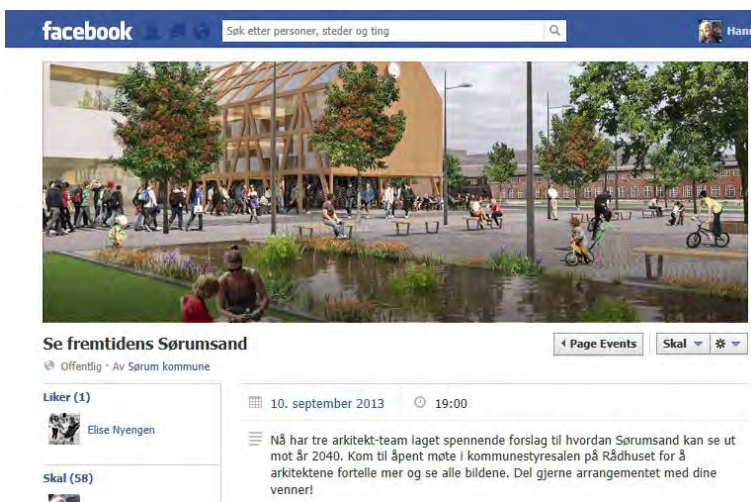 facebook
Søk etter personer, steder og ting
Hann
Se fremtidens Sørumsand
Page Events
Skal
Offentlig · Av Sørum kommune
Liker (1)
Elise Nyengen
Skal (58)
10. september 2013
19:00
Nå har tre arkitekt-team laget spennende forslag til hvordan Sørumsand kan se ut
mot år 2040. Kom til åpent møte i kommunestyresalen på Rådhuset for å
arkitektene fortelle mer og se alle bildene. Del gjerne arrangementet med dine
venner!